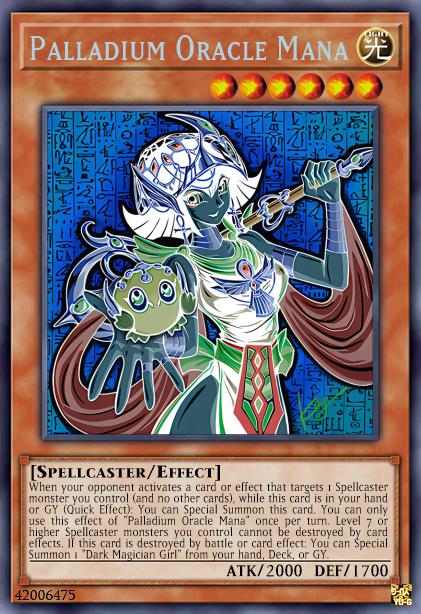 PALLADIUM ORACLE MANA
LIGHT
光
[SPELLCASTER/EFFECT]
When your opponent activates a card or effect that targets 1 Spellcaster
monster you control (and no other cards), while this card is in your hand
or GY (Quick Effect): You can Special Summon this card. You can only
use this effect of "Palladium Oracle Mana" once per turn. Level 7 or
higher Spellcaster monsters you control cannot be destroyed by card
effects. If this card is destroyed by battle or card effect: You can Special
Summon 1 "Dark Magician Girl" from your hand, Deck, or GY.
ATK/2000 DEF/1700
42006475